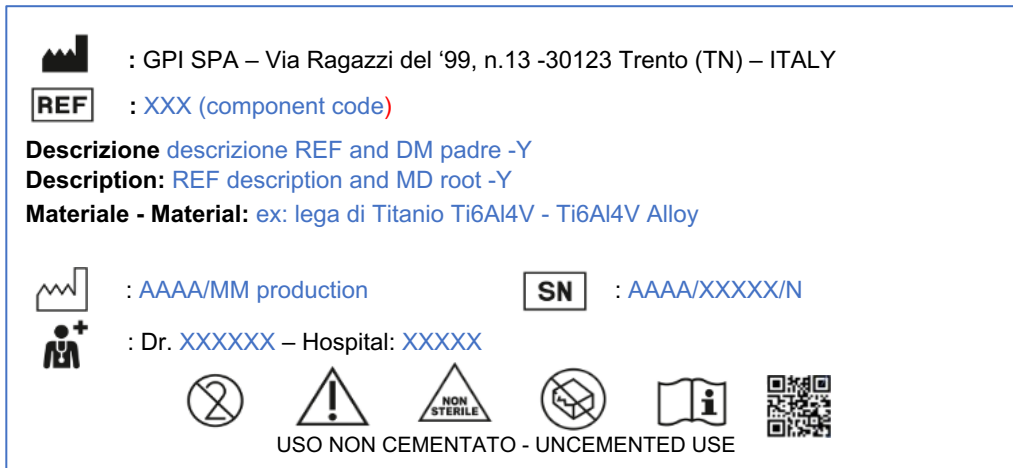 : GPI SPA – Via Ragazzi del ‘99, n.13 -30123 Trento (TN) – ITALY
REF : XXX (component code)
Descrizione descrizione REF and DM padre -Y
Description: REF description and MD root -Y
Materiale - Material: ex: lega di Titanio Ti6Al4V - Ti6Al4V Alloy
: AAAA/MM production SN : AAAA/XXXXX/N
: Dr. XXXXXX – Hospital: XXXXX
2 NON STERILE i
USO NON CEMENTATO - UNCEMENTED USE